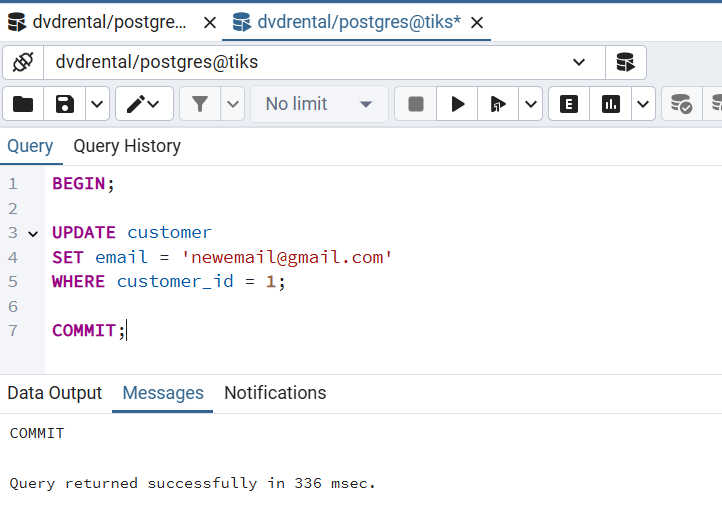 dvdrental/postgre... dvdrental/postgres@tiks*
dvdrental/postgres@tiks
No limit E
Query Query History
1 BEGIN;
2
3 UPDATE customer
4 SET email = 'newemail@gmail.com'
5 WHERE customer_id = 1;
6
7 COMMIT;
Data Output Messages Notifications
COMMIT
Query returned successfully in 336 msec.